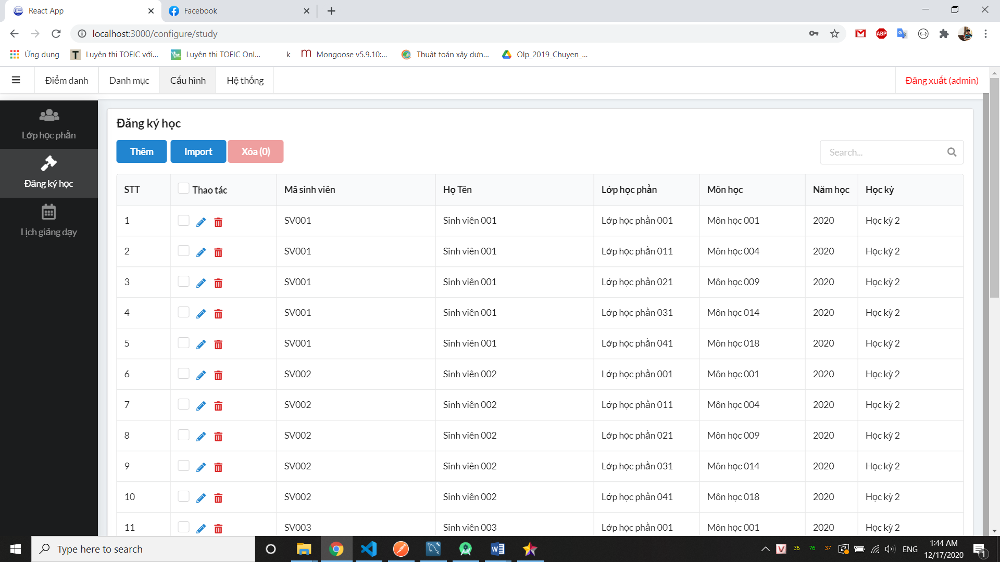 React App
Facebook
localhost:3000/configure/study
Ứng dụng
Luyện thi TOEIC với...
Luyện thi TOEIC Onl...
k
Mongoose v5.9.10:...
Thuật toán xây dựn...
Olp_2019_Chuyen_...
Điểm danh
Danh mục
Cấu hình
Hệ thống
Đăng xuất (admin)
Lớp học phần
Đăng ký học
Lịch giảng dạy
Đăng ký học
Thêm
Import
Xóa (0)
Search...
STT Thao tác Mã sinh viên Họ Tên Lớp học phần Môn học Năm học Học kỳ
1 SV001 Sinh viên 001 Lớp học phần 001 Môn học 001 2020 Học kỳ 2
2 SV001 Sinh viên 001 Lớp học phần 011 Môn học 004 2020 Học kỳ 2
3 SV001 Sinh viên 001 Lớp học phần 021 Môn học 009 2020 Học kỳ 2
4 SV001 Sinh viên 001 Lớp học phần 031 Môn học 014 2020 Học kỳ 2
5 SV001 Sinh viên 001 Lớp học phần 041 Môn học 018 2020 Học kỳ 2
6 SV002 Sinh viên 002 Lớp học phần 001 Môn học 001 2020 Học kỳ 2
7 SV002 Sinh viên 002 Lớp học phần 011 Môn học 004 2020 Học kỳ 2
8 SV002 Sinh viên 002 Lớp học phần 021 Môn học 009 2020 Học kỳ 2
9 SV002 Sinh viên 002 Lớp học phần 031 Môn học 014 2020 Học kỳ 2
10 SV002 Sinh viên 002 Lớp học phần 041 Môn học 018 2020 Học kỳ 2
11 SV003 Sinh viên 003 Lớp học phần 001 Môn học 001 2020 Học kỳ 2
Type here to search
36 76 37
ENG
1:44 AM
12/17/2020
1
ABP